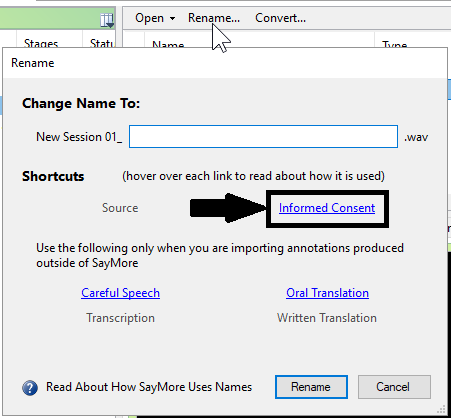 Open Rename... Convert...
Stages Statu Name Type
Rename
Change Name To:
New Session 01_ .wav
Shortcuts (hover over each link to read about how it is used)
Source Informed Consent
Use the following only when you are importing annotations produced
outside of SayMore
Careful Speech Oral Translation
Transcription Written Translation
Read About How SayMore Uses Names Rename Cancel